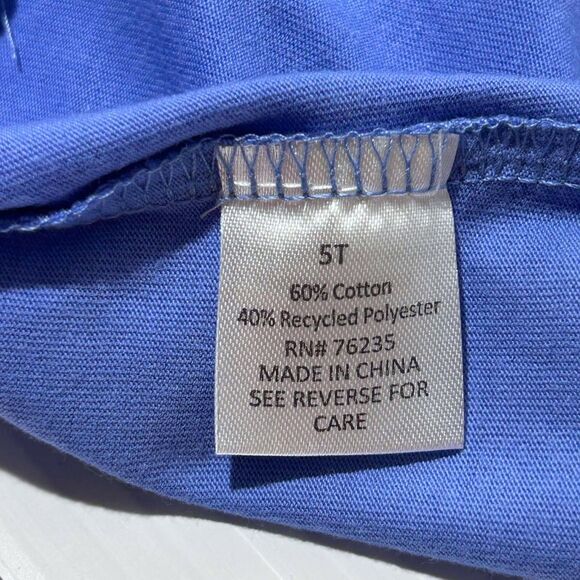 5T
60% Cotton
40% Recycled Polyester
RN# 76235
MADE IN CHINA
SEE REVERSE FOR
CARE